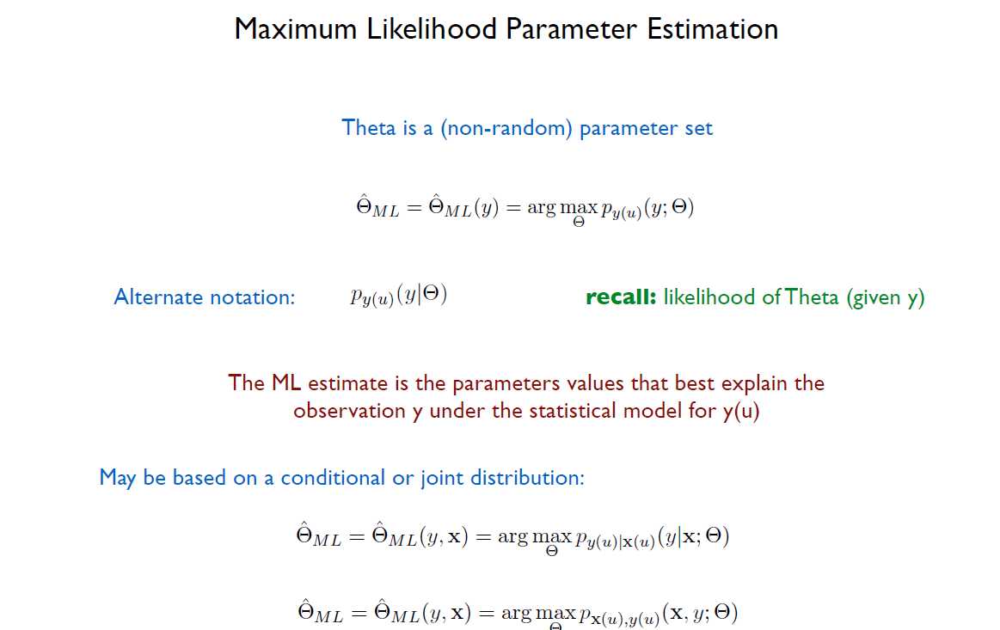 Maximum Likelihood Parameter Estimation
Theta is a (non-random) parameter set
$\hat{\Theta}_{ML} = \hat{\Theta}_{ML}(y) = \arg\max_{\Theta} p_{y(u)}(y; \Theta)$
Alternate notation: $p_{y(u)}(y|\Theta)$ recall: likelihood of Theta (given y)
The ML estimate is the parameters values that best explain the
observation y under the statistical model for y(u)
May be based on a conditional or joint distribution:
$\hat{\Theta}_{ML} = \hat{\Theta}_{ML}(y, \mathbf{x}) = \arg\max_{\Theta} p_{y(u)|\mathbf{x}(u)}(y|\mathbf{x}; \Theta)$
$\hat{\Theta}_{ML} = \hat{\Theta}_{ML}(y, \mathbf{x}) = \arg\max_{\Theta} p_{\mathbf{x}(u),y(u)}(\mathbf{x}, y; \Theta)$